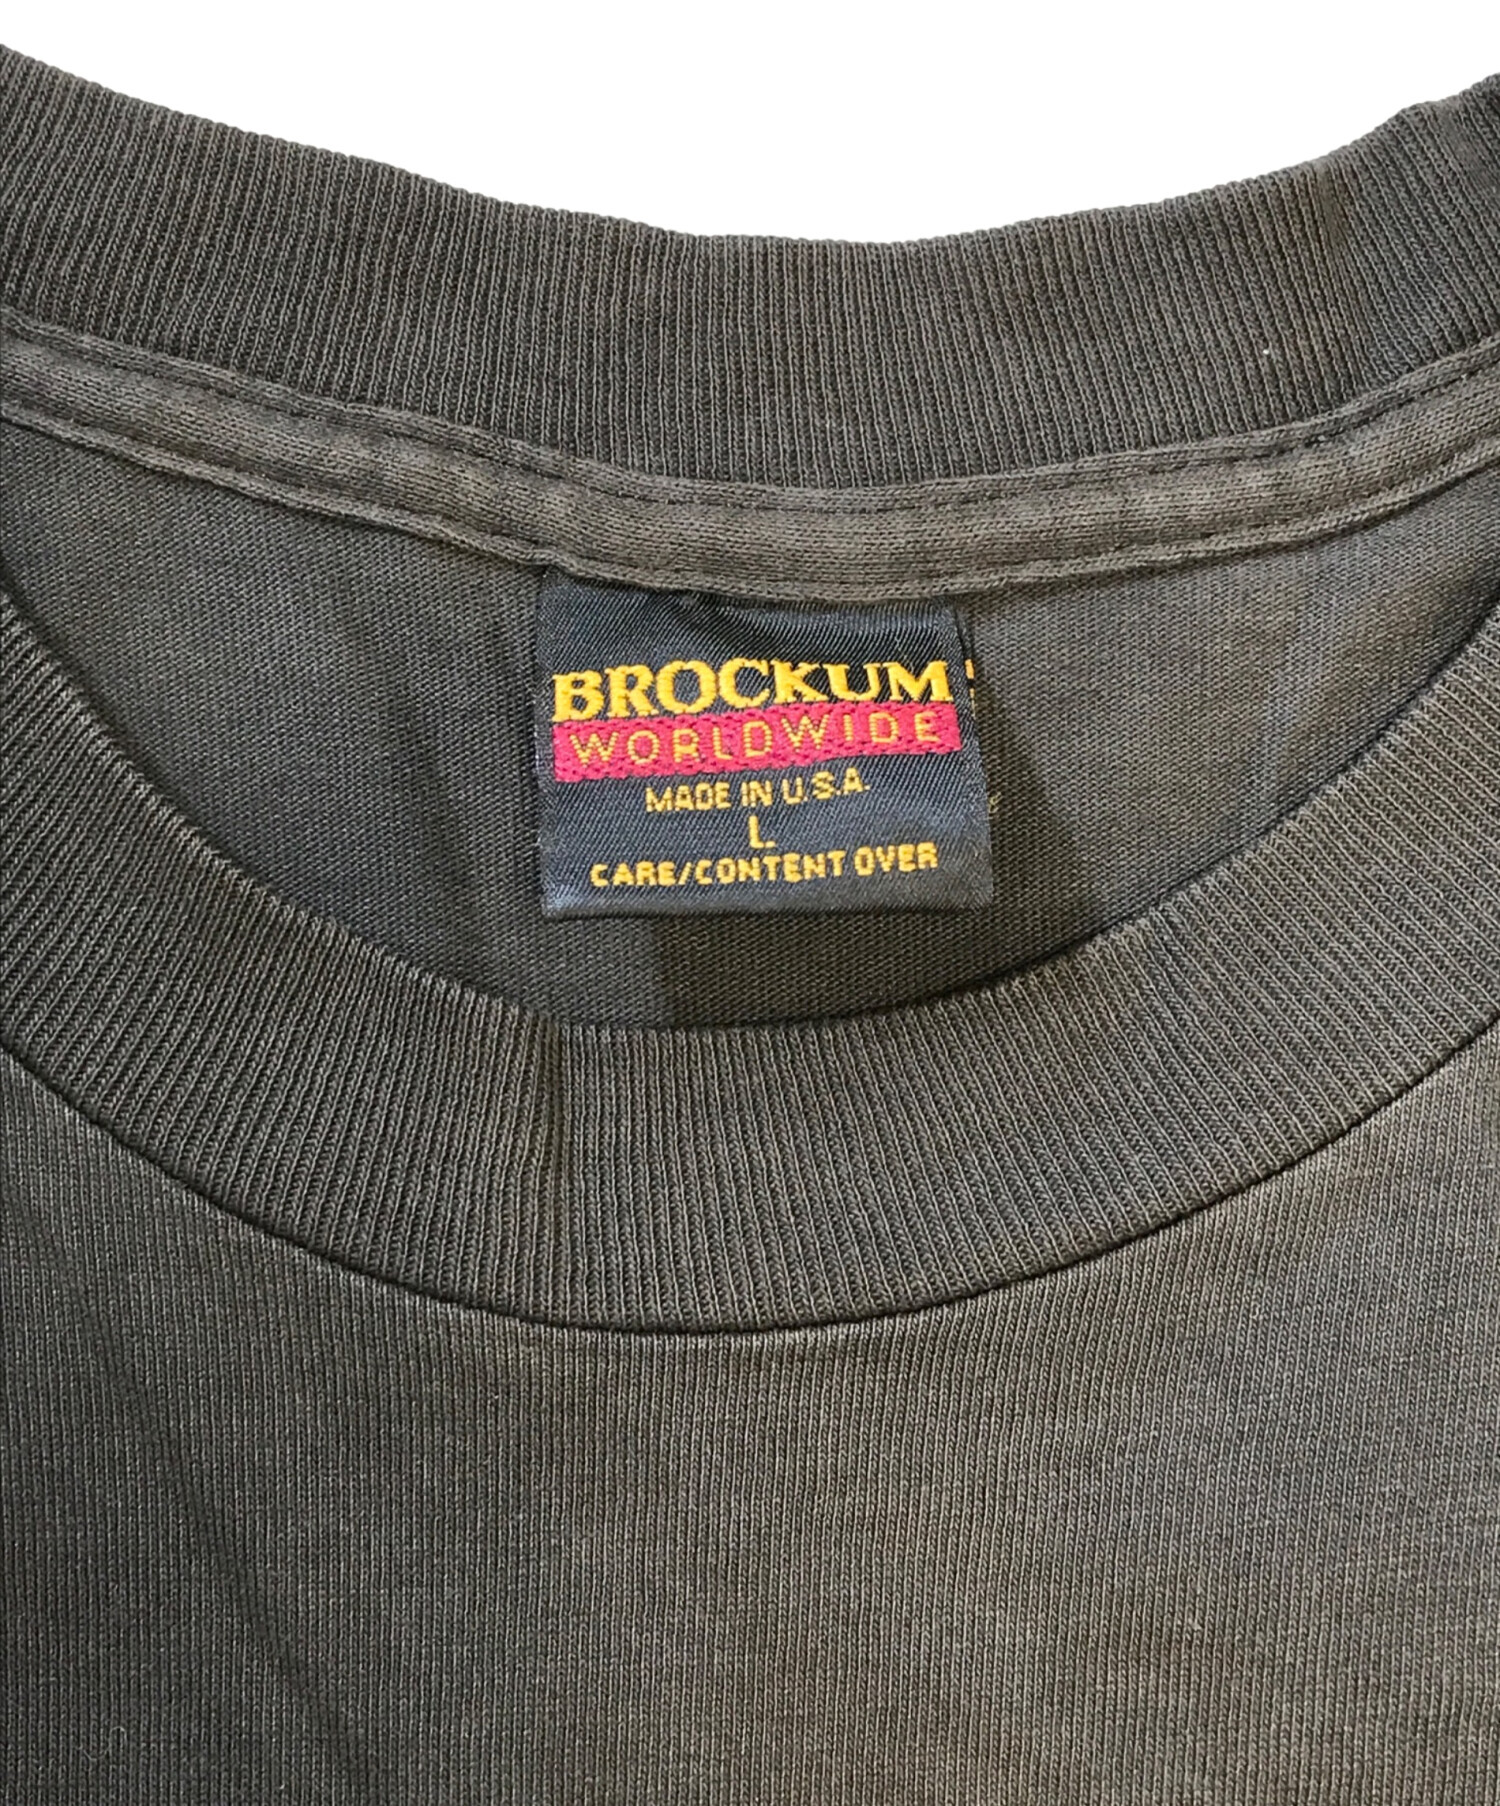 BROCKUM
WORLDWIDE
MADE IN U.S.A.
L
CARE/CONTENT OVER